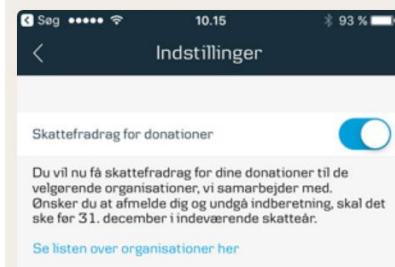 Søg 10.15 93 %
Indstillinger
Skattefradrag for donationer
Du vil nu få skattefradrag for dine donationer til de
velgørende organisationer, vi samarbejder med.
Ønsker du at afmelde dig og undgå indberetning, skal det
ske før 31. december i indeværende skatteår.
Se listen over organisationer her